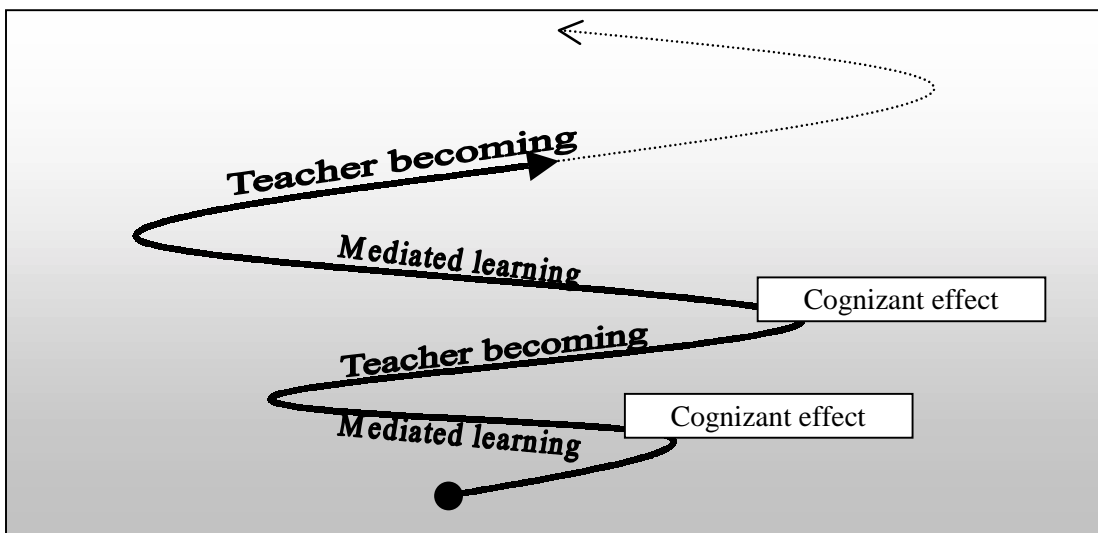 Teacher becoming
Mediated learning
Cognizant effect
Teacher becoming
Cognizant effect
Mediated learning